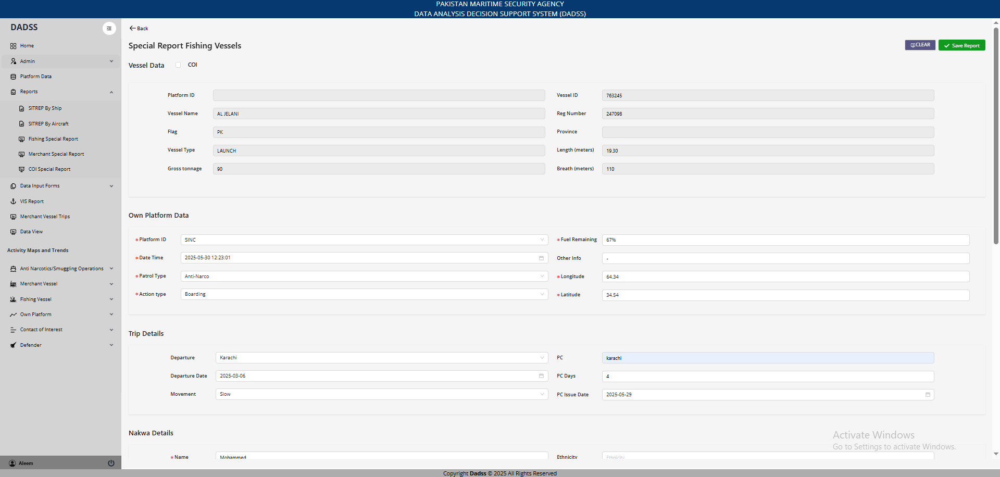 PAKISTAN MARITIME SECURITY AGENCY
DATA ANALYSIS DECISION SUPPORT SYSTEM (DADSS)
DADSS
Home
Admin
Platform Data
Reports
SITREP By Ship
SITREP By Aircraft
Fishing Special Report
Merchant Special Report
COI Special Report
Data Input Forms
VIS Report
Merchant Vessel Trips
Data View
Activity Maps and Trends
Anti Narcotics/Smuggling Operations
Merchant Vessel
Fishing Vessel
Own Platform
Contact of Interest
Defender
Aleem
Back
Special Report Fishing Vessels
CLEAR
Save Report
Vessel Data
COI
Platform ID
Vessel ID 763245
Vessel Name AL JELANI
Reg Number 24709B
Flag PK
Province
Vessel Type LAUNCH
Length (meters) 19.30
Gross tonnage 90
Breath (meters) 110
Own Platform Data
* Platform ID SINC
* Fuel Remaining 67%
* Date Time 2025-05-30 12:23:01
Other Info -
* Patrol Type Anti-Narco
* Longitude 64.34
* Action type Boarding
* Latitude 34.54
Trip Details
Departure Karachi
PC karachi
Departure Date 2025-03-06
PC Days 4
Movement Slow
PC Issue Date 2025-05-29
Nakwa Details
* Name Mohammed
Ethnicity Ethnicity
Activate Windows
Go to Settings to activate Windows.
Copyright Dadss © 2025 All Rights Reserved